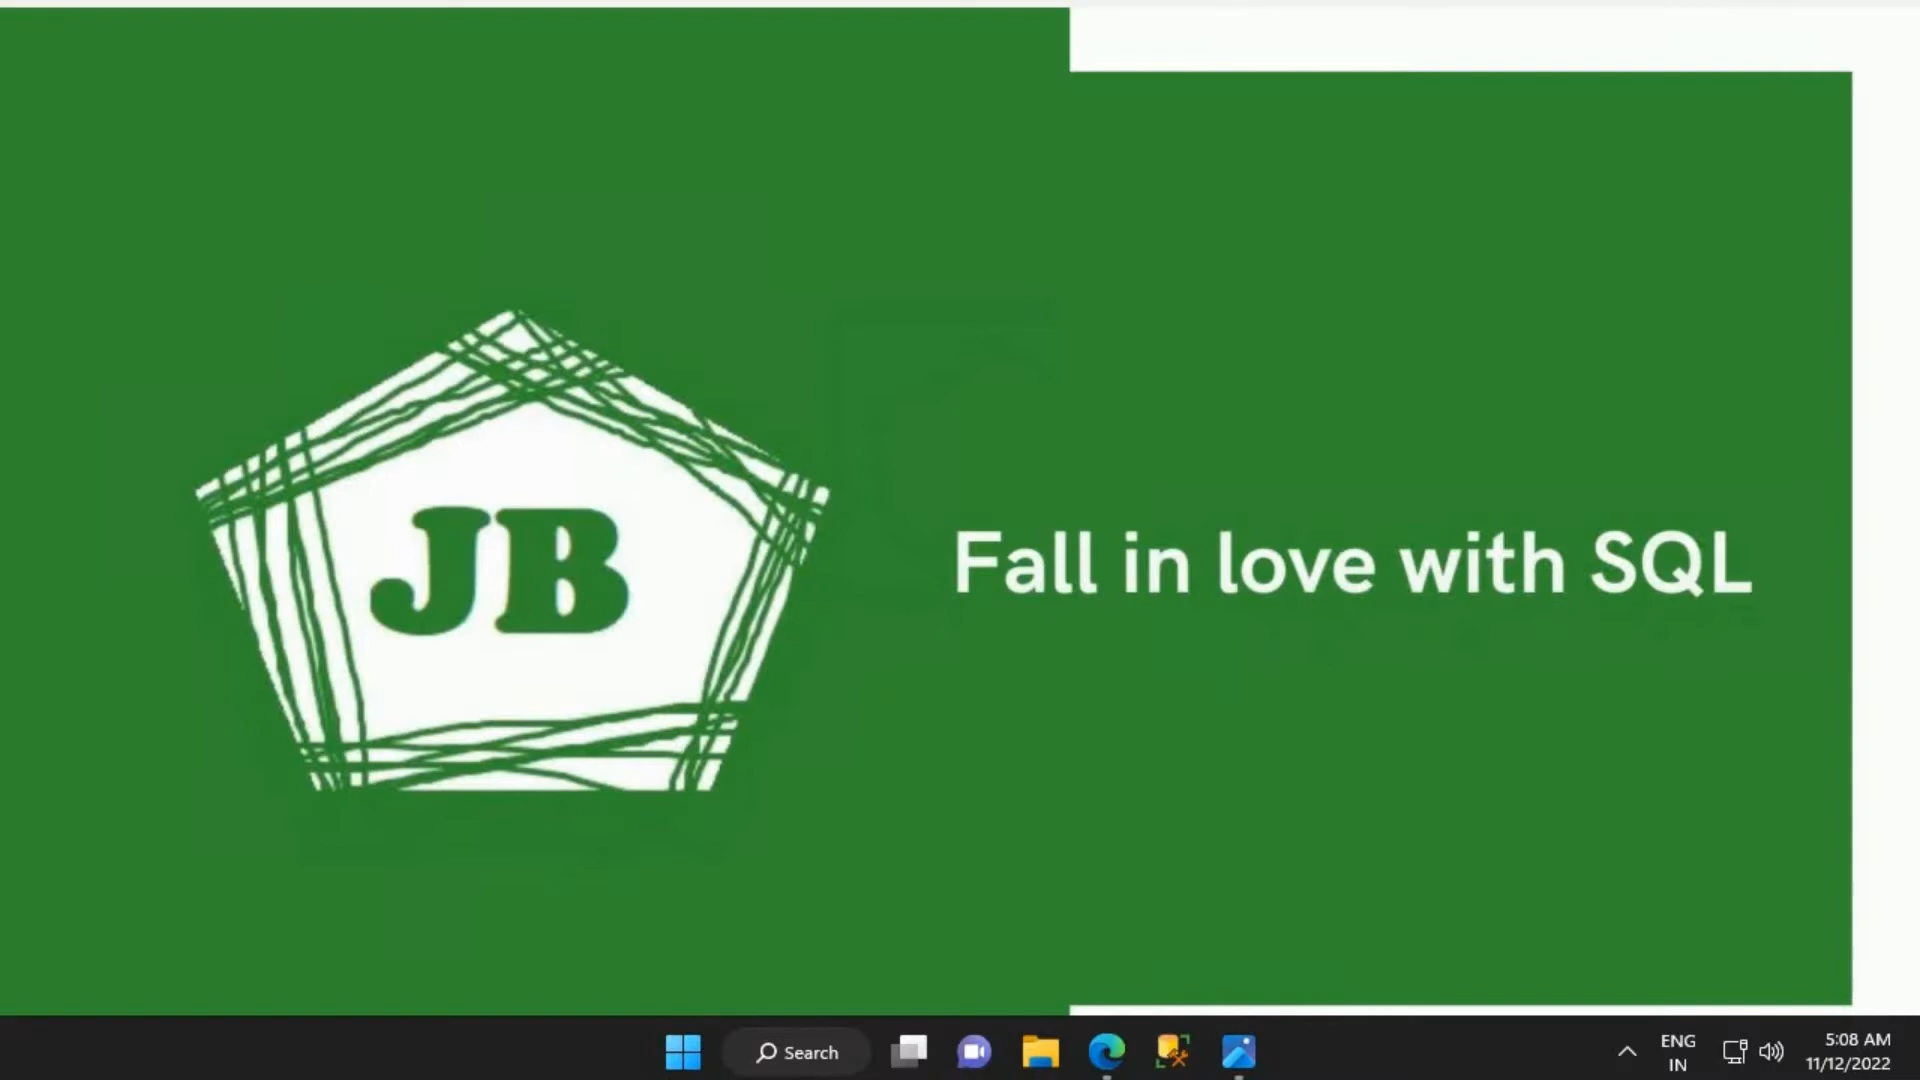 JB
Fall in love with SQL
Search
ENG
IN
5:08 AM
11/12/2022